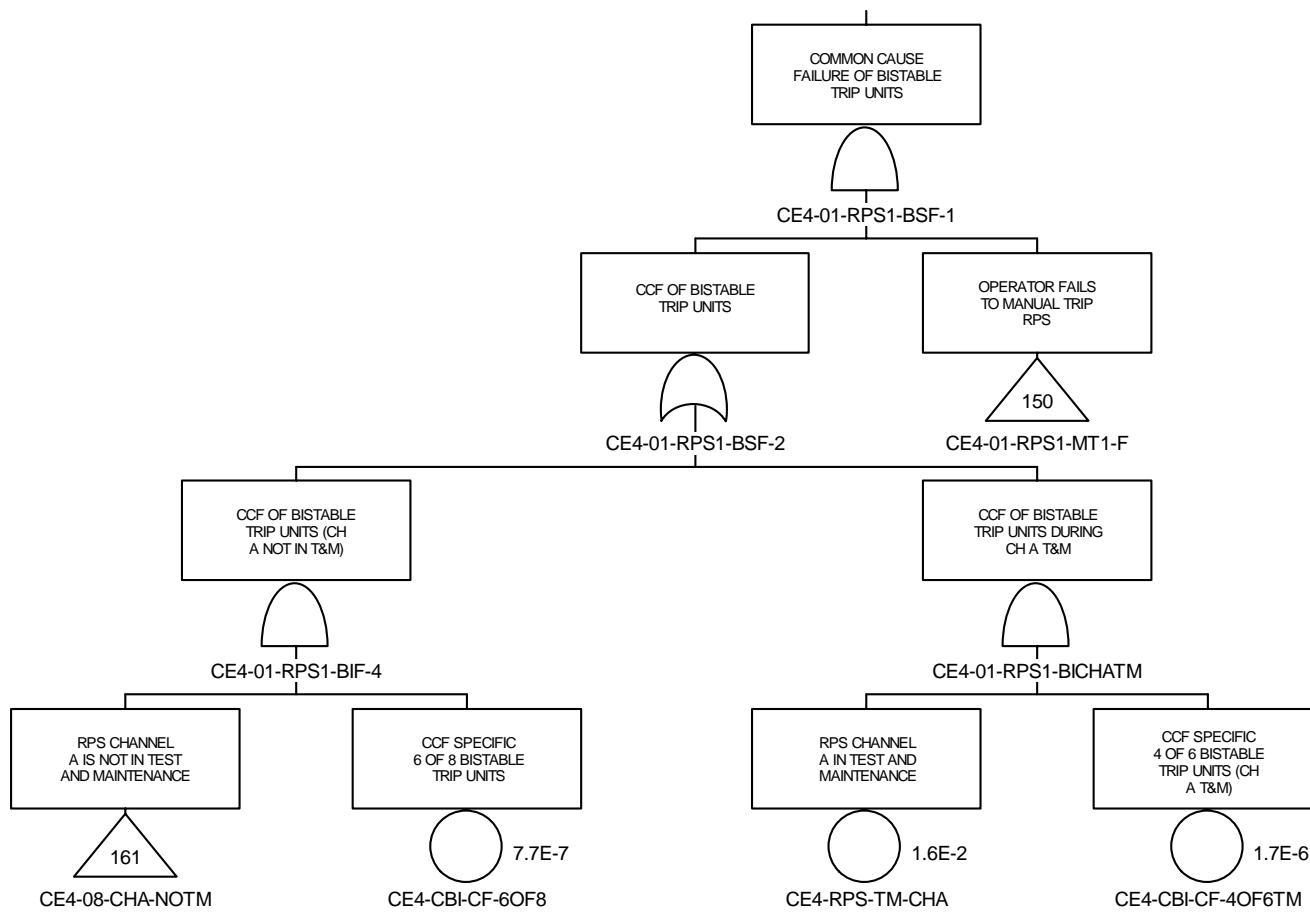 COMMON CAUSE
FAILURE OF BISTABLE
TRIP UNITS
CE4-01-RPS1-BSF-1
CCF OF BISTABLE
TRIP UNITS
OPERATOR FAILS
TO MANUAL TRIP
RPS
150
CE4-01-RPS1-BSF-2
CE4-01-RPS1-MT1-F
CCF OF BISTABLE
TRIP UNITS (CH
A NOT IN T&M)
CCF OF BISTABLE
TRIP UNITS DURING
CH A T&M
CE4-01-RPS1-BIF-4
CE4-01-RPS1-BICHATM
RPS CHANNEL
A IS NOT IN TEST
AND MAINTENANCE
CCF SPECIFIC
6 OF 8 BISTABLE
TRIP UNITS
RPS CHANNEL
A IN TEST AND
MAINTENANCE
CCF SPECIFIC
4 OF 6 BISTABLE
TRIP UNITS (CH
A T&M)
161
7.7E-7
1.6E-2
1.7E-6
CE4-08-CHA-NOTM
CE4-CBI-CF-6OF8
CE4-RPS-TM-CHA
CE4-CBI-CF-4OF6TM